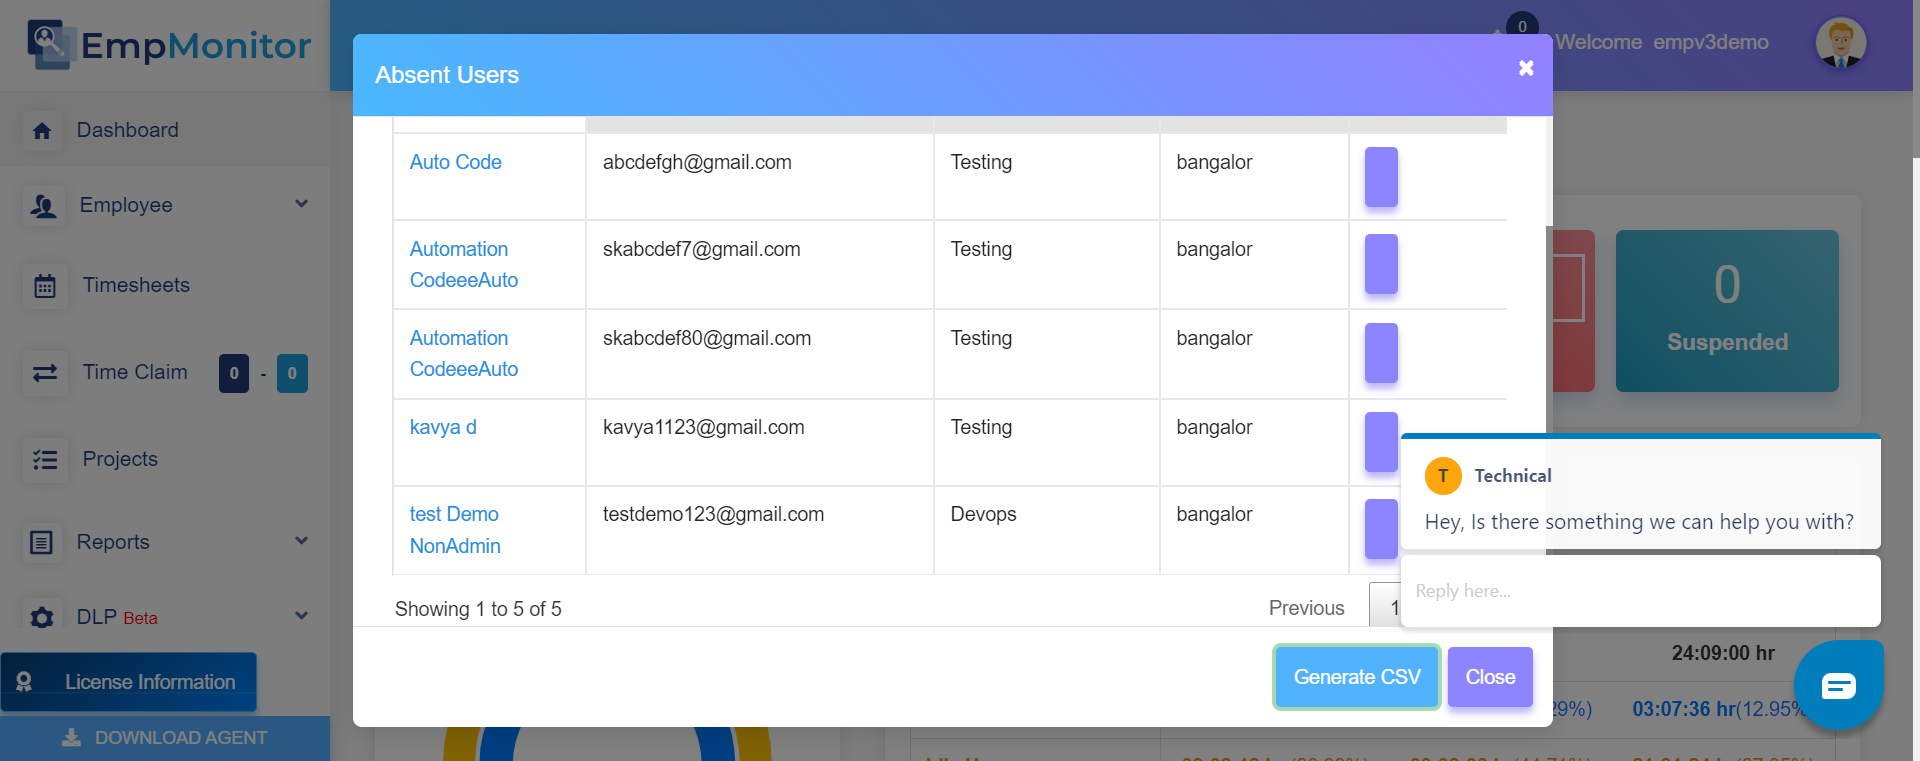 EmpMonitor
0
Welcome empv3demo
Absent Users
×
Dashboard
Employee
Timesheets
Time Claim 0 - 0
Projects
Reports
DLP Beta
License Information
DOWNLOAD AGENT
Auto Code abcdefgh@gmail.com Testing bangalor
Automation skabcdef7@gmail.com Testing bangalor
CodeeeAuto
Automation skabcdef80@gmail.com Testing bangalor
CodeeeAuto
kavya d kavya1123@gmail.com Testing bangalor
test Demo testdemo123@gmail.com Devops bangalor
NonAdmin
Showing 1 to 5 of 5
Previous 1
Generate CSV Close
0
Suspended
T Technical
Hey, Is there something we can help you with?
Reply here...
24:09:00 hr
29%) 03:07:36 hr(12.95%